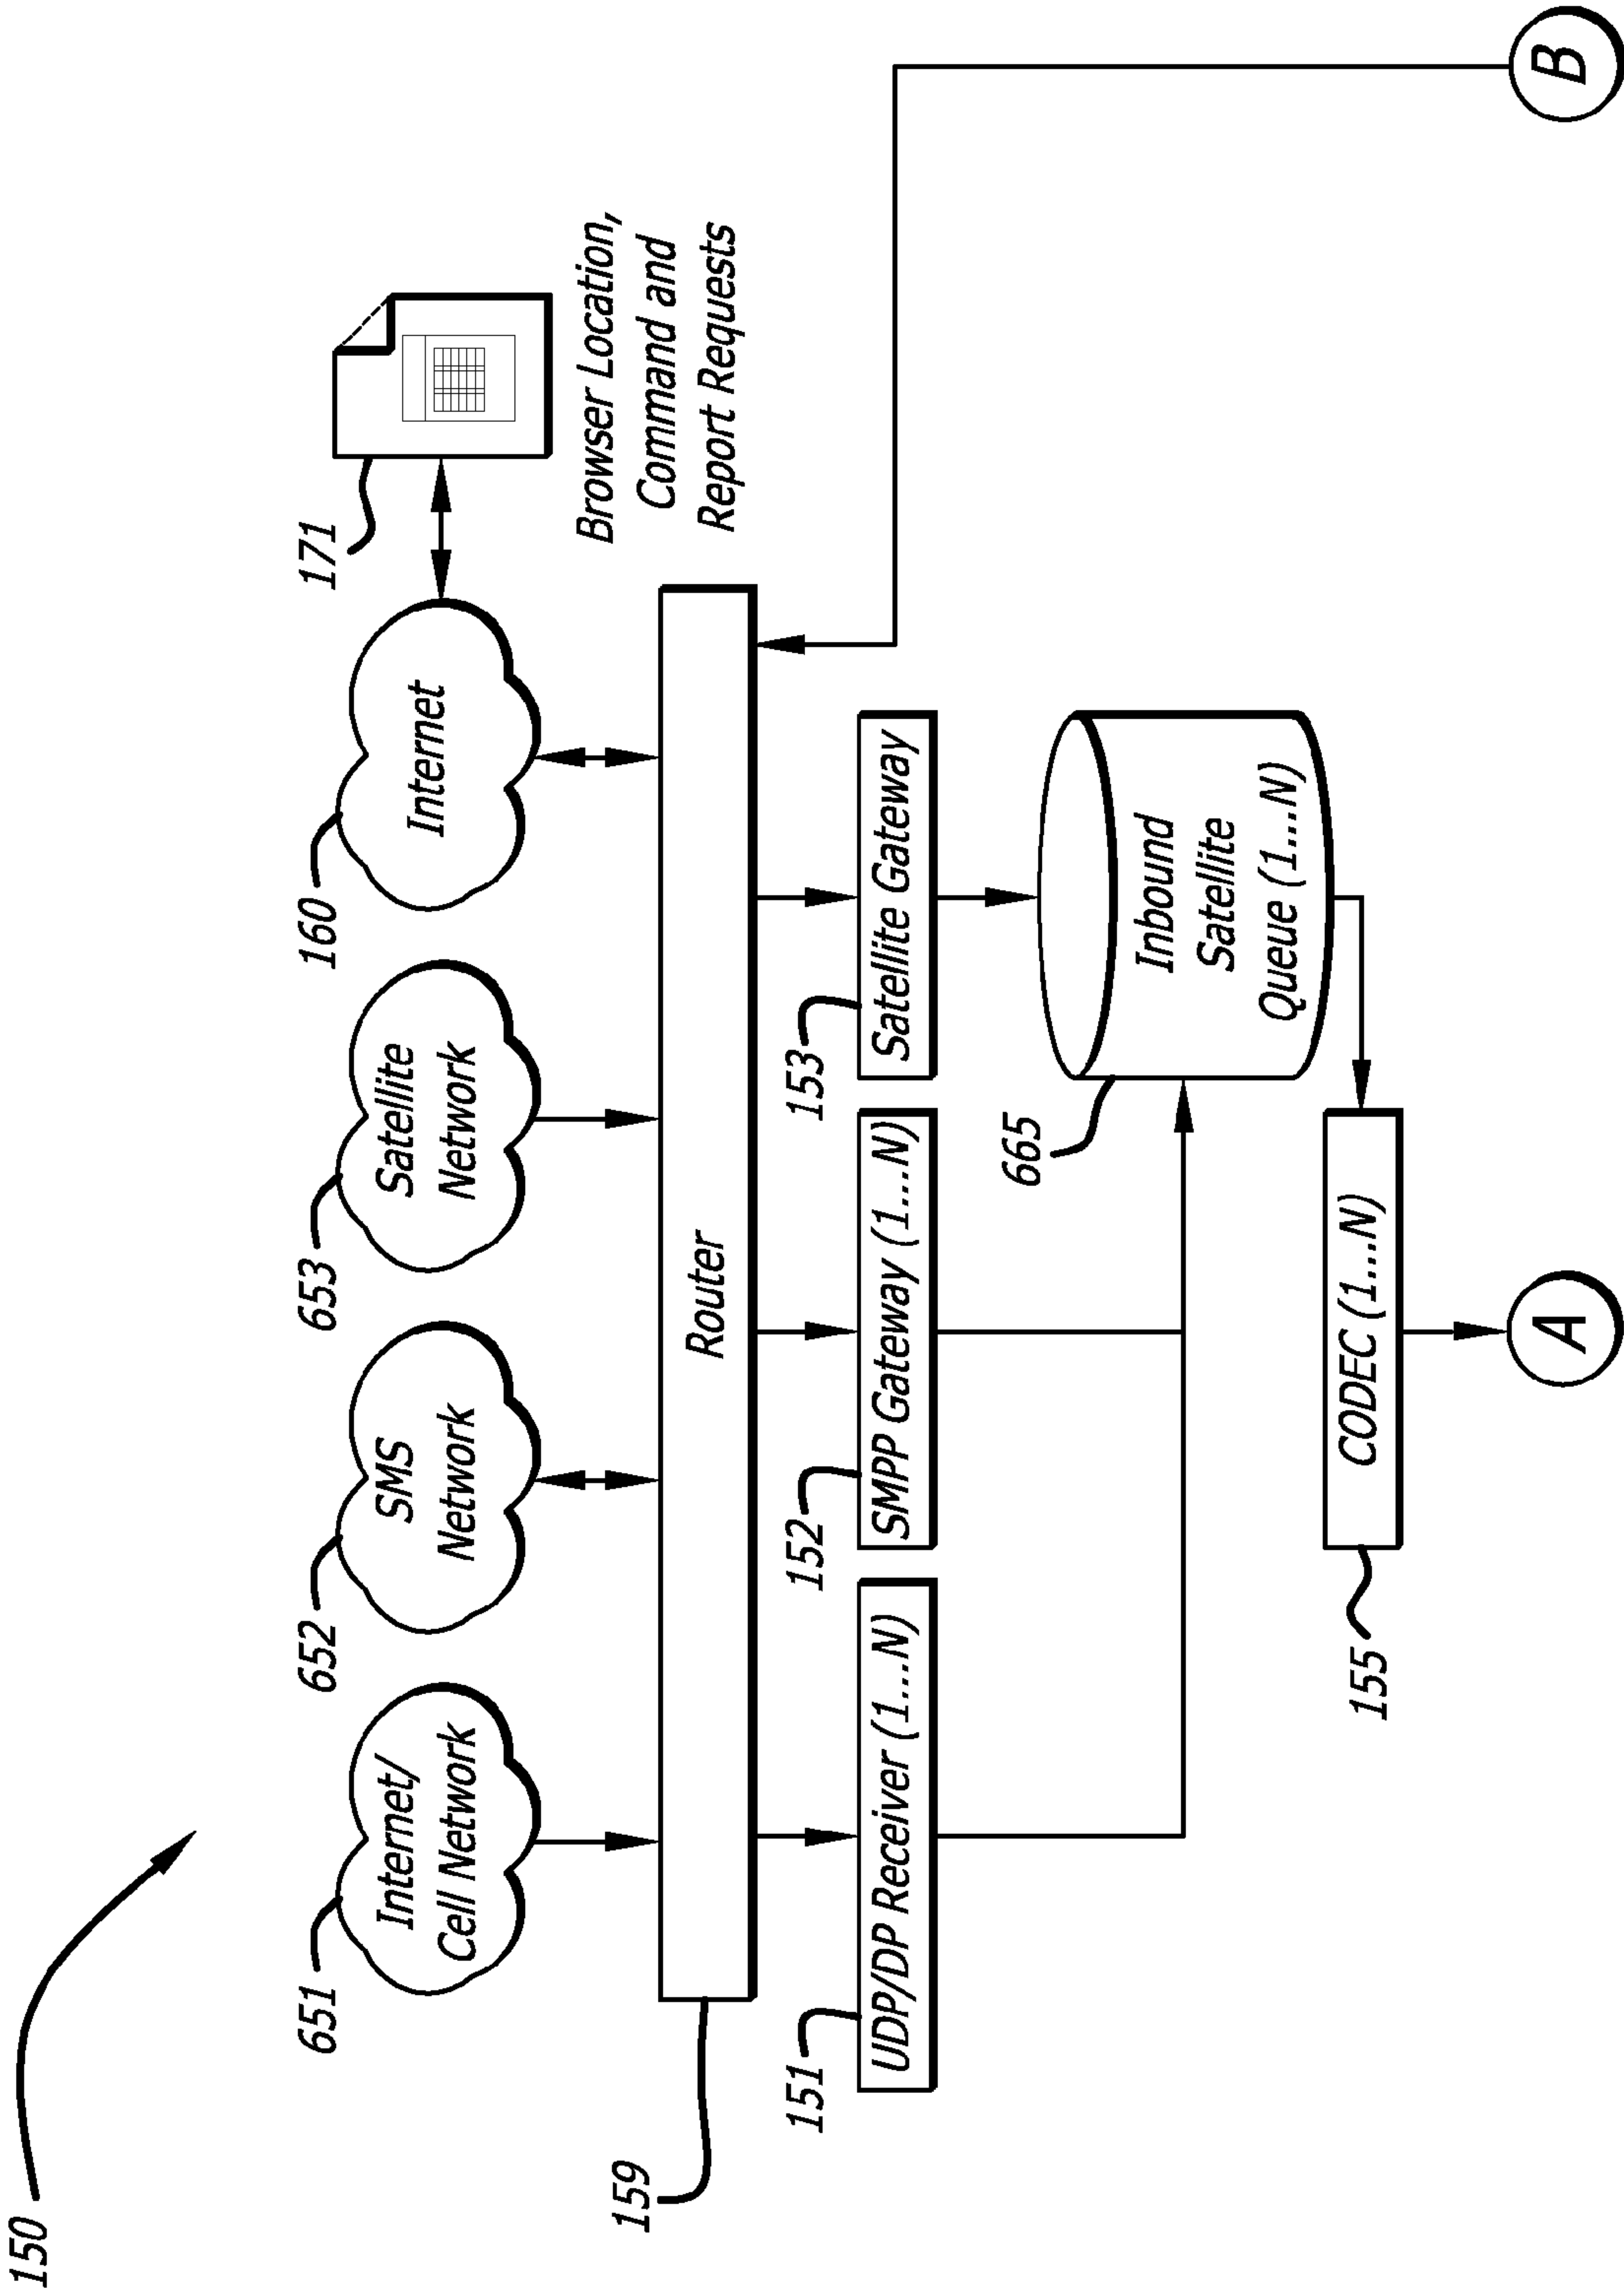 150
651
652
653
160
171
Internet/
Cell Network
SMS
Network
Satellite
Network
Internet
Browser Location,
Command and
Report Requests
159
Router
151
152
153
UDP/DP Receiver (1...N)
SMPP Gateway (1...N)
Satellite Gateway
665
Inbound
Satellite
Queue (1...N)
155
CODEC (1...N)
A
B